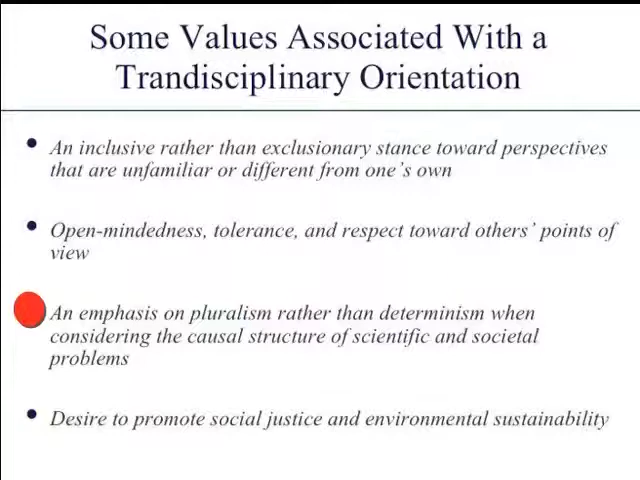 Some Values Associated With a
Trandisciplinary Orientation
• An inclusive rather than exclusionary stance toward perspectives
that are unfamiliar or different from one's own
• Open-mindedness, tolerance, and respect toward others' points of
view
An emphasis on pluralism rather than determinism when
considering the causal structure of scientific and societal
problems
• Desire to promote social justice and environmental sustainability